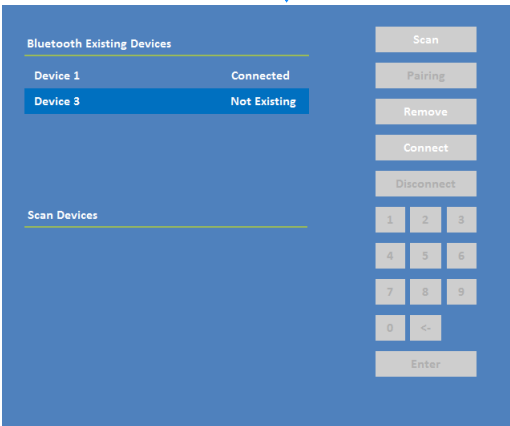 Bluetooth Existing Devices
Device 1 Connected
Device 3 Not Existing
Scan Devices
Scan
Pairing
Remove
Connect
Disconnect
1 2 3
4 5 6
7 8 9
0 <-
Enter